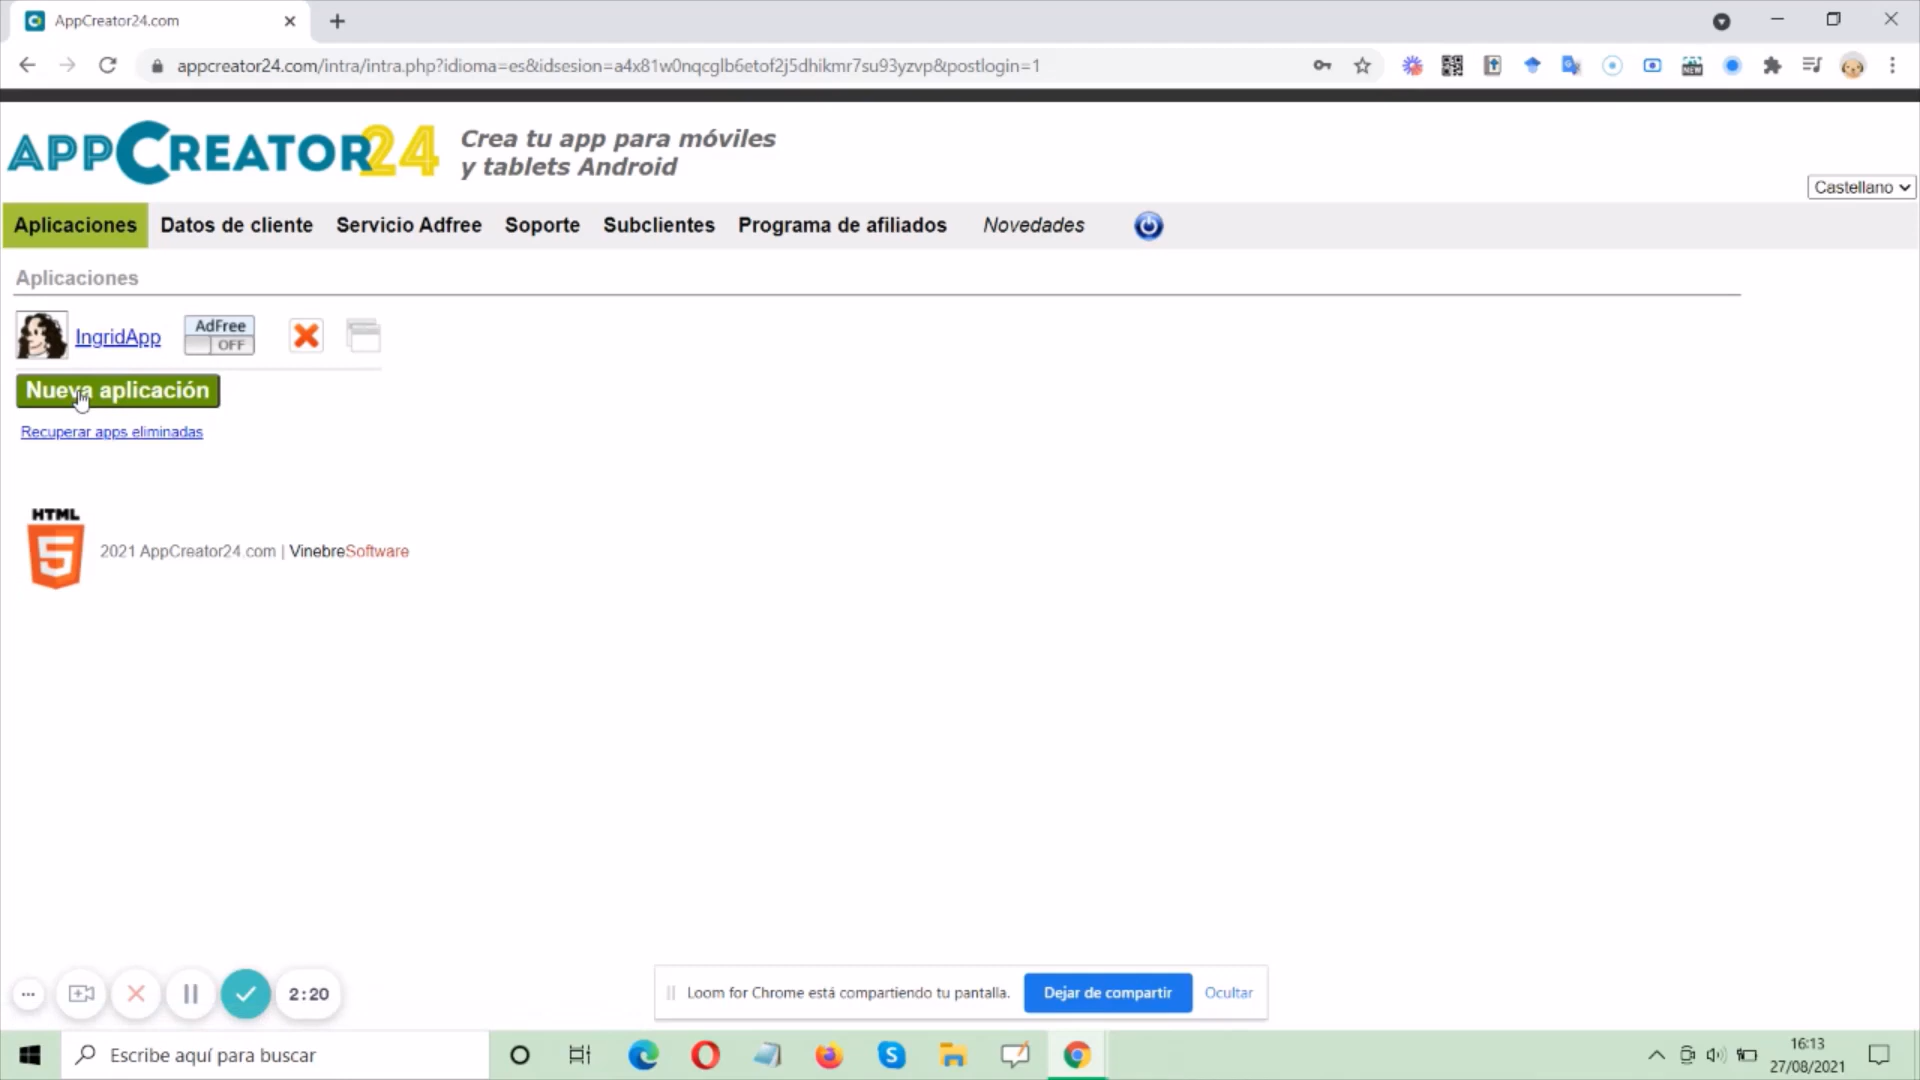 AppCreator24.com
appcreator24.com/intra/intra.php?idioma=es&idsesion=a4x81w0nqcglb6etof2j5dhikmr7su93yzvp&postlogin=1
NEW
APPCREATOR24
Crea tu app para móviles
y tablets Android
Castellano
Aplicaciones Datos de cliente Servicio Adfree Soporte Subclientes Programa de afiliados Novedades
Aplicaciones
IngridApp
AdFree
OFF
Nueva aplicación
Recuperar apps eliminadas
HTML
5
2021 AppCreator24.com | VinebreSoftware
2:20
Loom for Chrome está compartiendo tu pantalla.
Dejar de compartir
Ocultar
Escribe aquí para buscar
16:13
27/08/2021